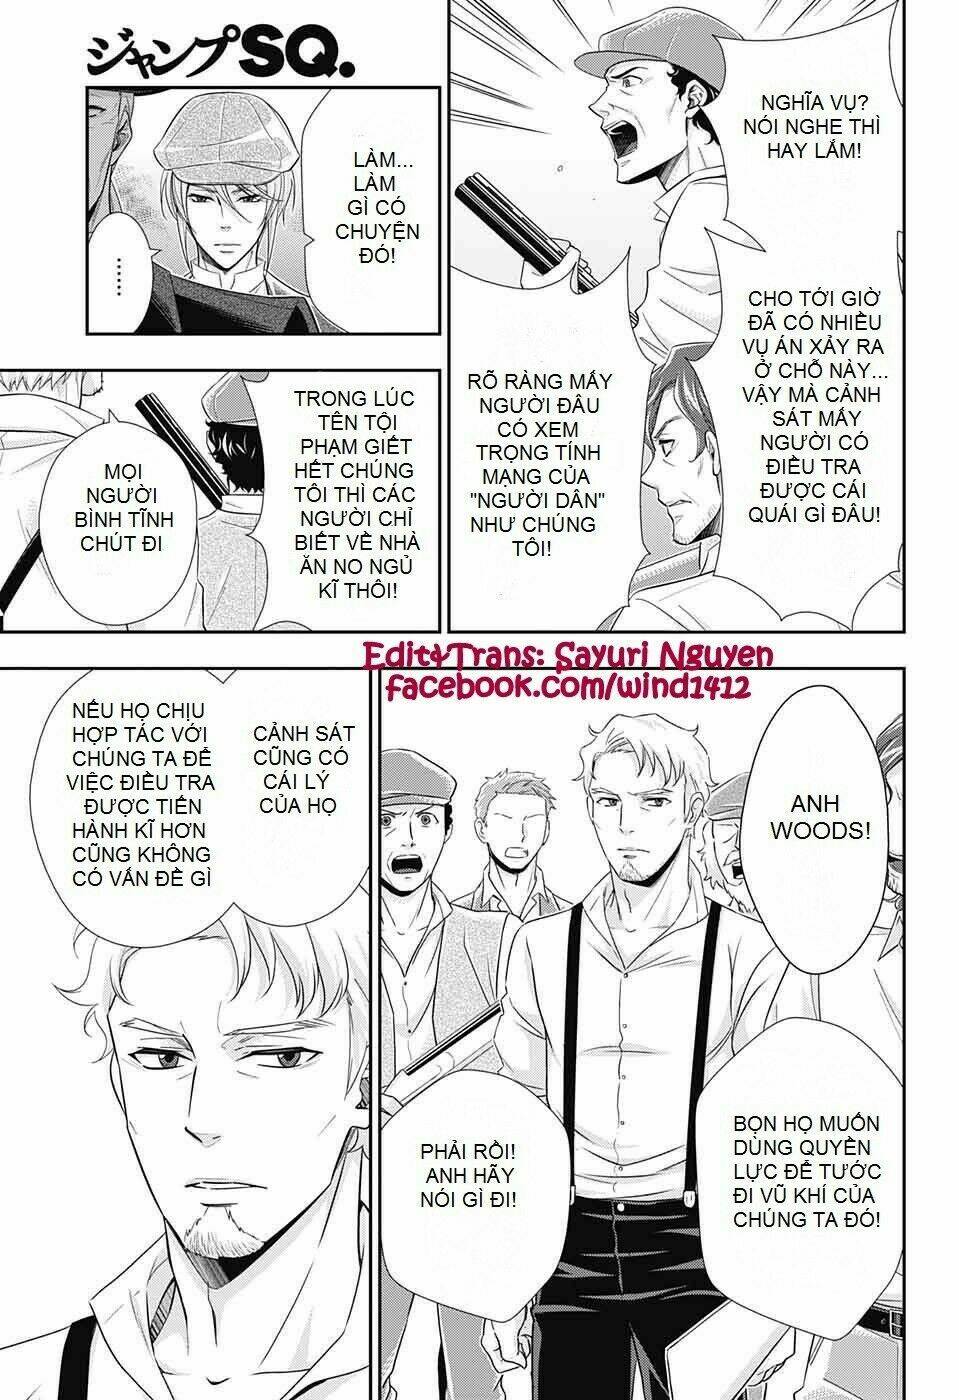 ジャンプSQ.
NGHĨA VỤ?
NÓI NGHE THÌ
HAY LẮM!
CHO TỚI GIỜ
ĐÃ CÓ NHIỀU
VỤ ÁN XẢY RA
Ở CHỖ NÀY...
VẬY MÀ CẢNH
SÁT MẤY
NGƯỜI CÓ
ĐIỀU TRA
ĐƯỢC CÁI
QUÁI GÌ ĐÂU!
RÕ RÀNG MẤY
NGƯỜI ĐÂU
CÓ XEM
TRỌNG TÍNH
MẠNG CỦA
"NGƯỜI DÂN"
NHƯ CHÚNG
TÔI!
LÀM...
LÀM
GÌ CÓ
CHUYỆN
ĐÓ!
......
TRONG LÚC
TÊN TỘI
PHẠM GIẾT
HẾT CHÚNG
TÔI THÌ CÁC
NGƯỜI CHỈ
BIẾT VỀ NHÀ
ĂN NO NGỦ
KĨ THÔI!
MỌI
NGƯỜI
BÌNH TĨNH
CHÚT ĐI
Edit&Trans: Sayuri Nguyen
facebook.com/wind1412
ANH
WOODS!
BỌN HỌ MUỐN
DÙNG QUYỀN
LỰC ĐỂ TƯỚC
ĐI VŨ KHÍ CỦA
CHÚNG TA ĐÓ!
PHẢI RỒI!
ANH HÃY
NÓI GÌ ĐI!
CẢNH SÁT
CŨNG CÓ
CÁI LÝ
CỦA HỌ
NẾU HỌ CHỊU
HỢP TÁC VỚI
CHÚNG TA ĐỂ
VIỆC ĐIỀU TRA
ĐƯỢC TIẾN
HÀNH KĨ HƠN
CŨNG KHÔNG
CÓ VẤN ĐỀ GÌ